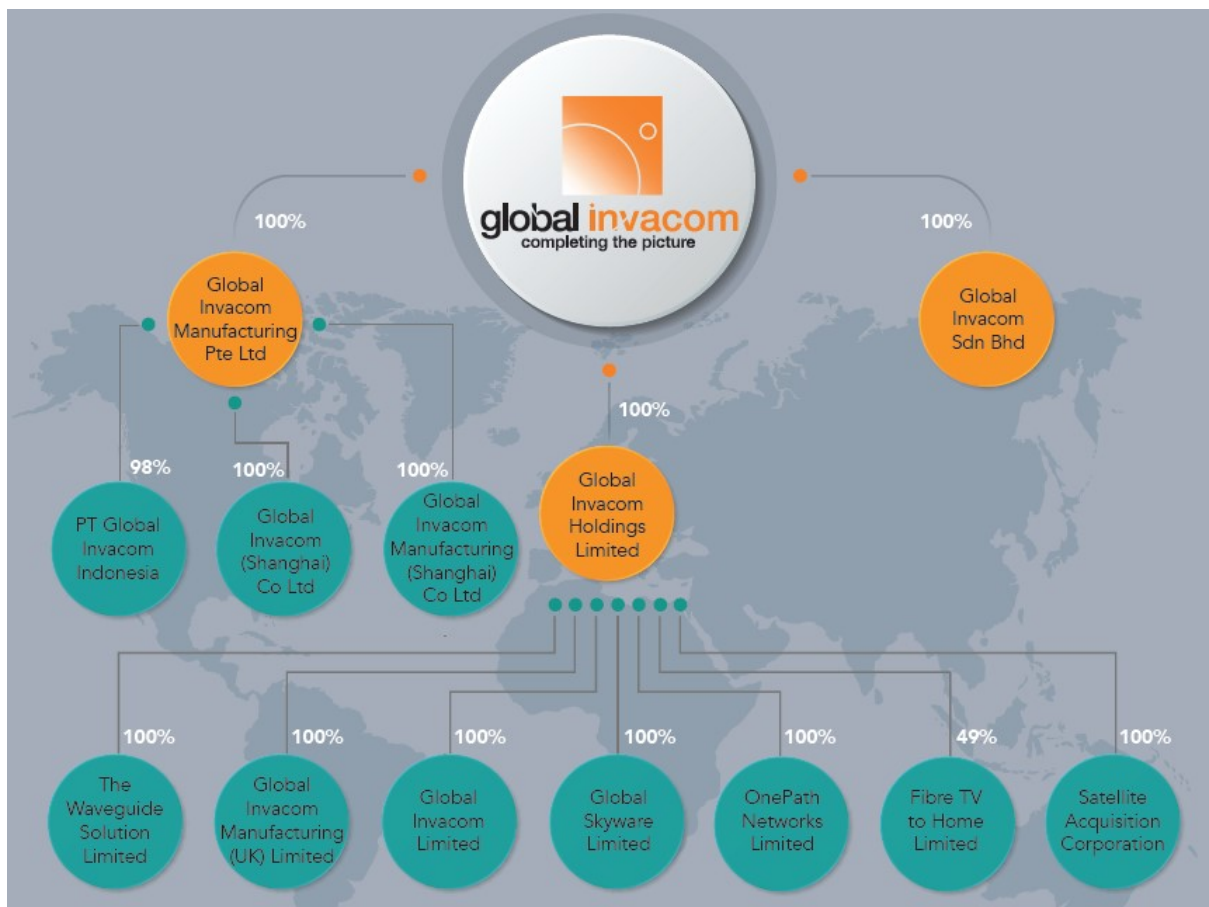 global invacom
completing the picture
100%
100%
Global
Invacom
Manufacturing
Pte Ltd
Global
Invacom
Sdn Bhd
100%
98%
100%
100%
Global
Invacom
Holdings
Limited
PT Global
Invacom
Indonesia
Global
Invacom
(Shanghai)
Co Ltd
Global
Invacom
Manufacturing
(Shanghai)
Co Ltd
100%
100%
100%
100%
100%
49%
100%
The
Waveguide
Solution
Limited
Global
Invacom
Manufacturing
(UK) Limited
Global
Invacom
Limited
Global
Skyware
Limited
OnePath
Networks
Limited
Fibre TV
to Home
Limited
Satellite
Acquisition
Corporation